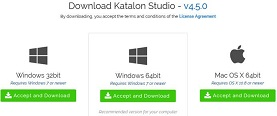 Download Katalon Studio - v4.5.0
By downloading, you accept the terms and conditions of the License Agreement
Windows 32bit
Requires Windows 7 or newer
Accept and Download
Windows 64bit
Requires Windows 7 or newer
Accept and Download
Recommended version for your computer
Mac OS X 64bit
Requires OS X 10.8 or newer
Accept and Download